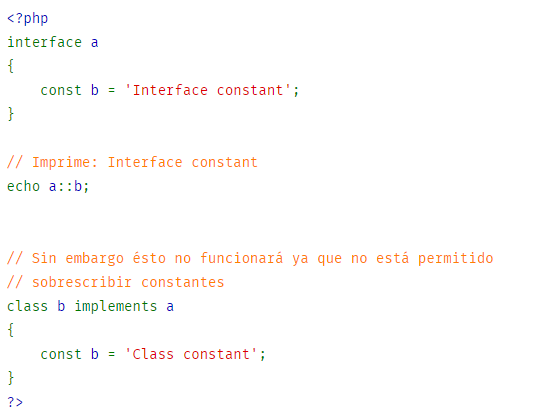 <?php
interface a
{
    const b = 'Interface constant';
}

// Imprime: Interface constant
echo a::b;


// Sin embargo ésto no funcionará ya que no está permitido
// sobrescribir constantes
class b implements a
{
    const b = 'Class constant';
}
?>